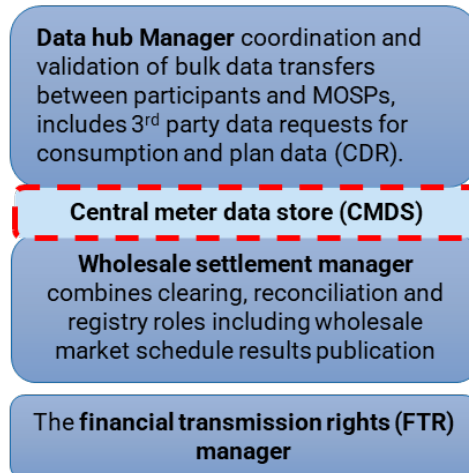 Data hub Manager coordination and
validation of bulk data transfers
between participants and MOSPs,
includes 3rd party data requests for
consumption and plan data (CDR).
Central meter data store (CMDS)
Wholesale settlement manager
combines clearing, reconciliation and
registry roles including wholesale
market schedule results publication
The financial transmission rights (FTR)
manager